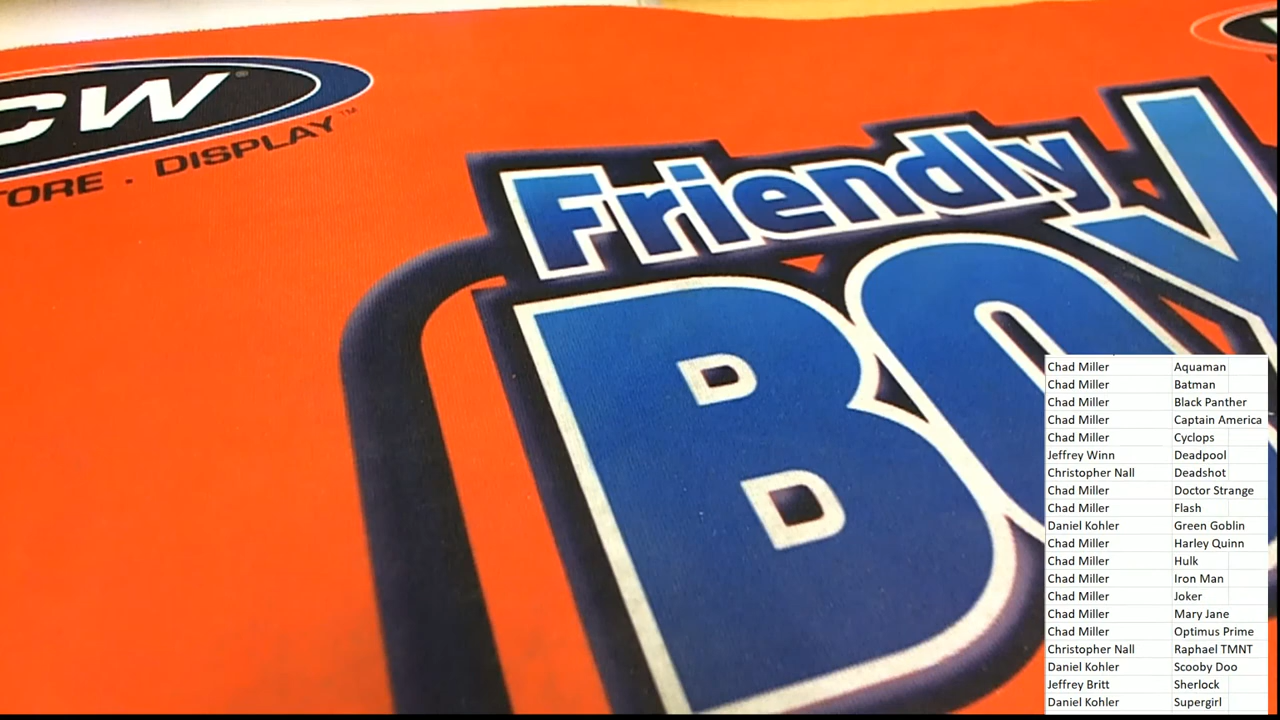 CW®
TORE . DISPLAY™
Friendly
BOY
Chad Miller Aquaman
Chad Miller Batman
Chad Miller Black Panther
Chad Miller Captain America
Chad Miller Cyclops
Jeffrey Winn Deadpool
Christopher Nall Deadshot
Chad Miller Doctor Strange
Chad Miller Flash
Daniel Kohler Green Goblin
Chad Miller Harley Quinn
Chad Miller Hulk
Chad Miller Iron Man
Chad Miller Joker
Chad Miller Mary Jane
Chad Miller Optimus Prime
Christopher Nall Raphael TMNT
Daniel Kohler Scooby Doo
Jeffrey Britt Sherlock
Daniel Kohler Supergirl